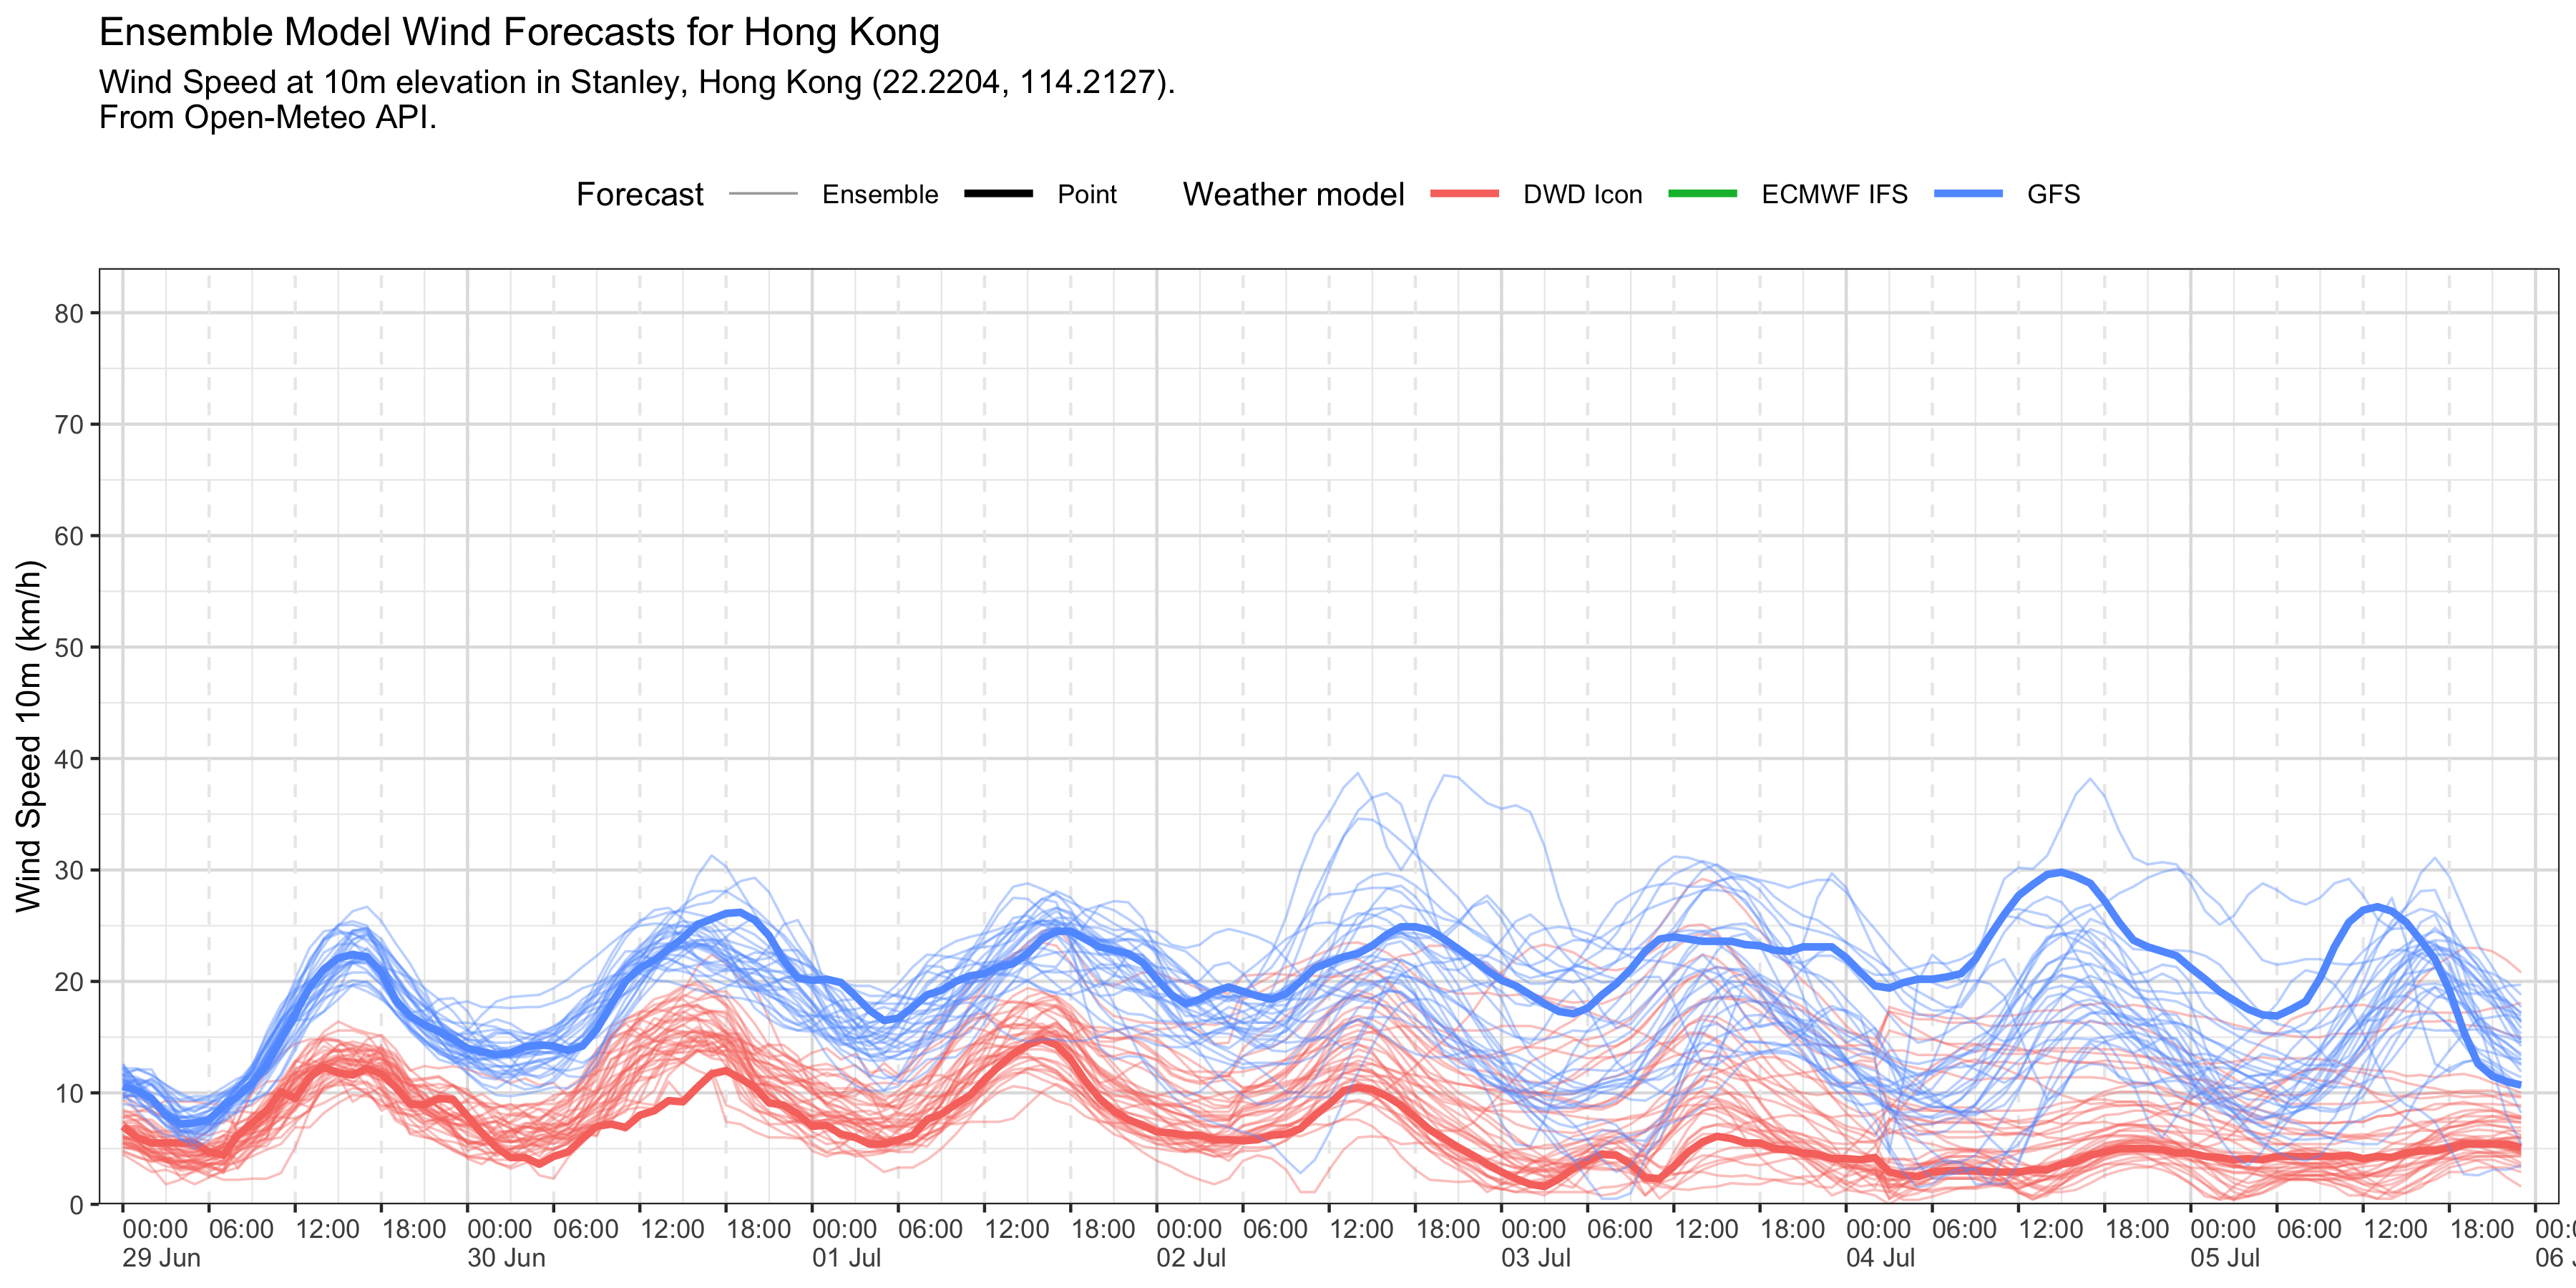 Ensemble Model Wind Forecasts for Hong Kong
Wind Speed at 10m elevation in Stanley, Hong Kong (22.2204, 114.2127).
From Open-Meteo API.
Forecast Ensemble Point Weather model DWD Icon ECMWF IFS GFS
Wind Speed 10m (km/h)
80
70
60
50
40
30
20
10
0
00:00 06:00 12:00 18:00 00:00 06:00 12:00 18:00 00:00 06:00 12:00 18:00 00:00 06:00 12:00 18:00 00:00 06:00 12:00 18:00 00:00 06:00 12:00 18:00 00:00 06:00 12:00 18:00 00:0
29 Jun 30 Jun 01 Jul 02 Jul 03 Jul 04 Jul 05 Jul 06